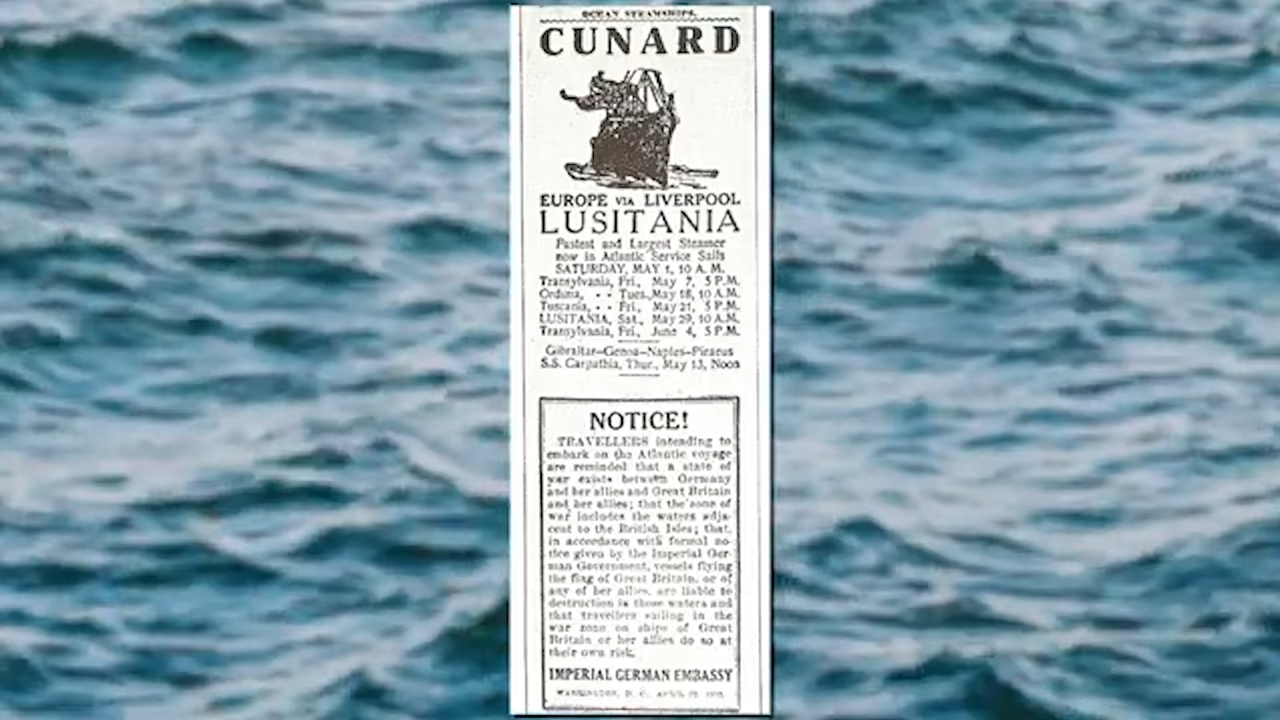 OCEAN STEAMSHIPS.
CUNARD
EUROPE VIA LIVERPOOL
LUSITANIA
Fastest and Largest Steamer
now in Atlantic Service Sails
SATURDAY, MAY 1, 10 A. M.
Transylvania, Fri., May 7, 5 P.M.
Orduna, - - Tues., May 18, 10 A.M.
Tuscania, - - Fri., May 21, 5 P.M.
LUSITANIA, Sat., May 29, 10 A.M.
Transylvania, Fri., June 4, 5 P.M.
Gibraltar–Genoa–Naples–Piraeus
S.S. Carpathia, Thur., May 13, Noon
NOTICE!
TRAVELLERS intending to
embark on the Atlantic voyage
are reminded that a state of
war exists between Germany
and her allies and Great Britain
and her allies; that the zone of
war includes the waters adja-
cent to the British Isles; that,
in accordance with formal no-
tice given by the Imperial Ger-
man Government, vessels flying
the flag of Great Britain, or of
any of her allies, are liable to
destruction in those waters and
that travellers sailing in the
war zone on ships of Great
Britain or her allies do so at
their own risk.
IMPERIAL GERMAN EMBASSY
WASHINGTON, D. C., APRIL 22, 1915.